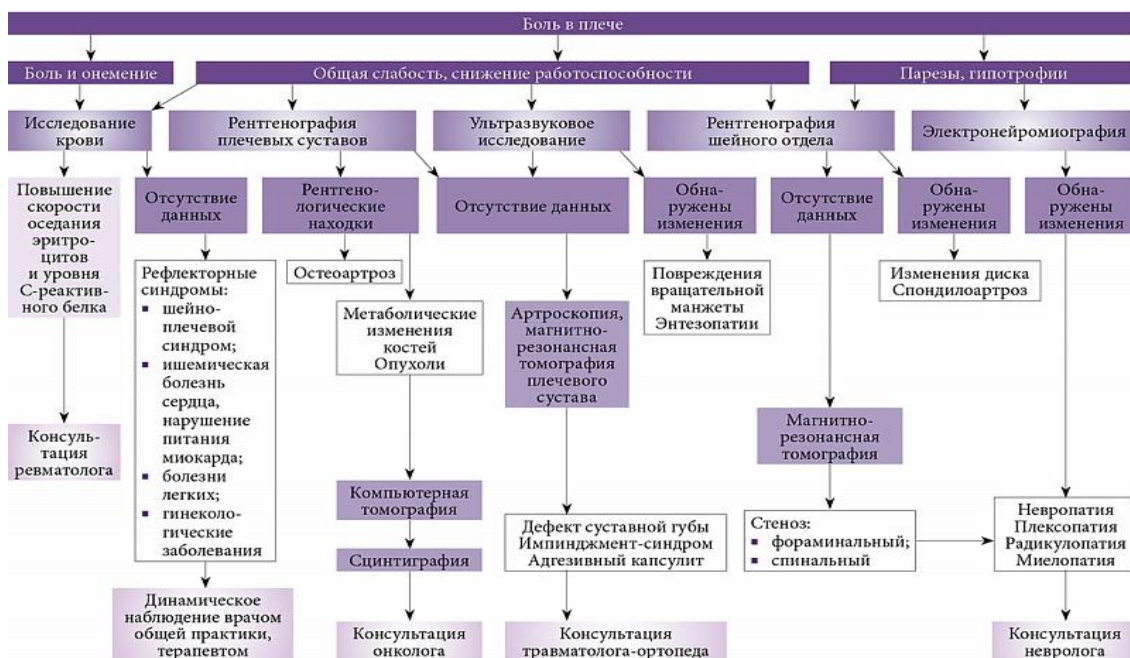 Боль в плече
Боль и онемение
Общая слабость, снижение работоспособности
Парезы, гипотрофии
Исследование
крови
Рентгенография
плечевых суставов
Ультразвуковое
исследование
Рентгенография
шейного отдела
Электронейромиография
Повышение
скорости
оседания
эритро-
цитов
и уровня
С-реактив-
ного белка
Отсутствие
данных
Рентгено-
логические
находки
Отсутствие данных
Обна-
ружены
изменения
Отсутствие
данных
Обна-
ружены
изменения
Обна-
ружены
изменения
Рефлекторные
синдромы:
▪ шейно-
плечевой
синдром;
▪ ишемическая
болезнь
сердца,
нарушение
питания
миокарда;
▪ болезни
легких;
▪ гинеколо-
гические
заболевания
Остеоартроз
Метаболические
изменения
костей
Опухоли
Артроскопия,
магнитно-
резонансная
томография
плечевого
сустава
Повреждения
вращательной
манжеты
Энтезопатии
Изменения диска
Спондилоартроз
Магнитно-
резонансная
томография
Консуль-
тация
ревматолога
Компьютерная
томография
Сцинтиграфия
Дефект суставной губы
Импинджмент-синдром
Адгезивный капсулит
Стеноз:
▪ фораминальный;
▪ спинальный
Невропатия
Плексопатия
Радикулопатия
Миелопатия
Динамическое
наблюдение врачом
общей практики,
терапевтом
Консультация
онколога
Консультация
травматолога-ортопеда
Консультация
невролога